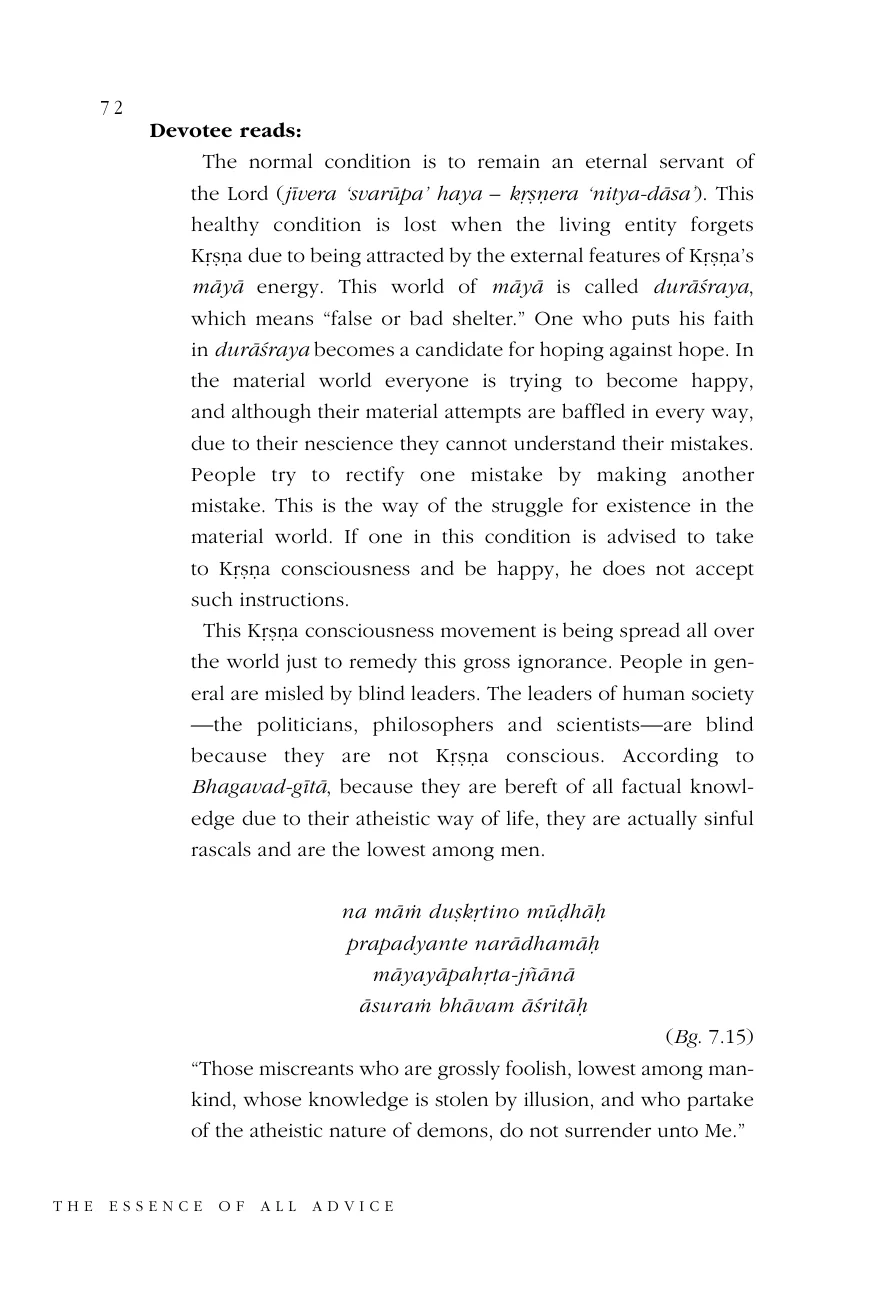 72
Devotee reads:
The normal condition is to remain an eternal servant of
the Lord (jīvera ‘svarūpa’ haya – kṛṣṇera ‘nitya-dāsa’). This
healthy condition is lost when the living entity forgets
Kṛṣṇa due to being attracted by the external features of Kṛṣṇa’s
māyā energy. This world of māyā is called durāśraya,
which means “false or bad shelter.” One who puts his faith
in durāśraya becomes a candidate for hoping against hope. In
the material world everyone is trying to become happy,
and although their material attempts are baffled in every way,
due to their nescience they cannot understand their mistakes.
People try to rectify one mistake by making another
mistake. This is the way of the struggle for existence in the
material world. If one in this condition is advised to take
to Kṛṣṇa consciousness and be happy, he does not accept
such instructions.
This Kṛṣṇa consciousness movement is being spread all over
the world just to remedy this gross ignorance. People in gen-
eral are misled by blind leaders. The leaders of human society
—the politicians, philosophers and scientists—are blind
because they are not Kṛṣṇa conscious. According to
Bhagavad-gītā, because they are bereft of all factual knowl-
edge due to their atheistic way of life, they are actually sinful
rascals and are the lowest among men.
na māṁ duṣkṛtino mūḍhāḥ
prapadyante narādhamāḥ
māyayāpahṛta-jñānā
āsuraṁ bhāvam āśritāḥ
(Bg. 7.15)
“Those miscreants who are grossly foolish, lowest among man-
kind, whose knowledge is stolen by illusion, and who partake
of the atheistic nature of demons, do not surrender unto Me.”
THE ESSENCE OF ALL ADVICE